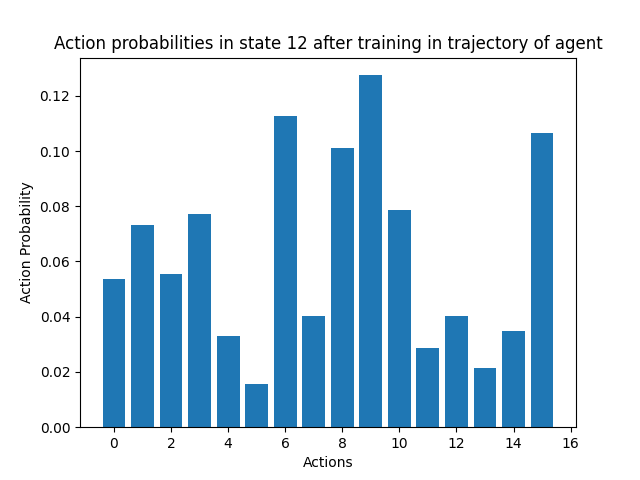 Action probabilities in state 12 after training in trajectory of agent
0.12
0.10
0.08
0.06
0.04
0.02
0.00
Action Probability
0 2 4 6 8 10 12 14 16
Actions